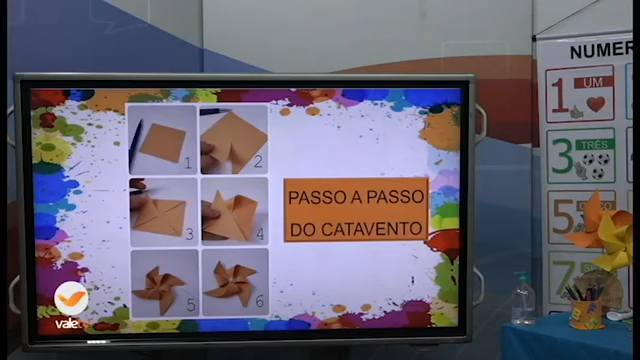 1
2
3
4
5
6
PASSO A PASSO
DO CATAVENTO
vale
NUMER
1 UM
3 TRÊS
5
7